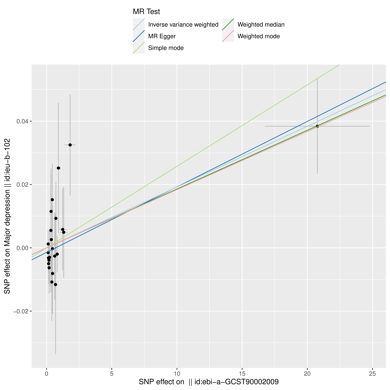 MR Test
Inverse variance weighted
Weighted median
MR Egger
Weighted mode
Simple mode
0.04
0.02
0.00
−0.02
0
5
10
15
20
25
SNP effect on Major depression || id:ieu−b−102
SNP effect on || id:ebi−a−GCST90002009